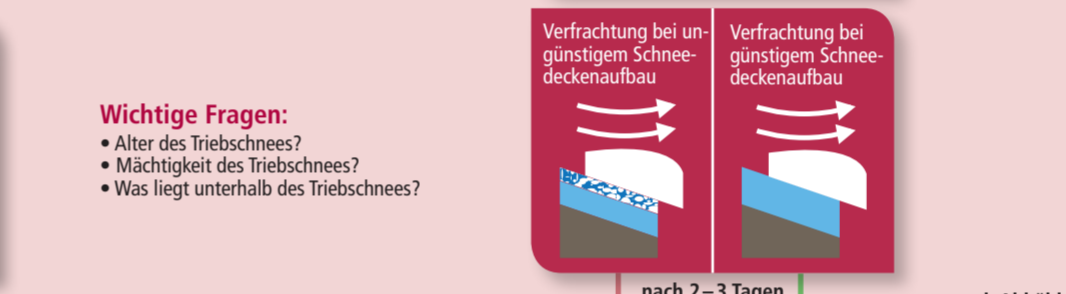 Verfrachtung bei un-
günstigem Schnee-
deckenaufbau
Verfrachtung bei
günstigem Schnee-
deckenaufbau
Wichtige Fragen:
• Alter des Triebschnees?
• Mächtigkeit des Triebschnees?
• Was liegt unterhalb des Triebschnees?
nach 2–3 Tagen